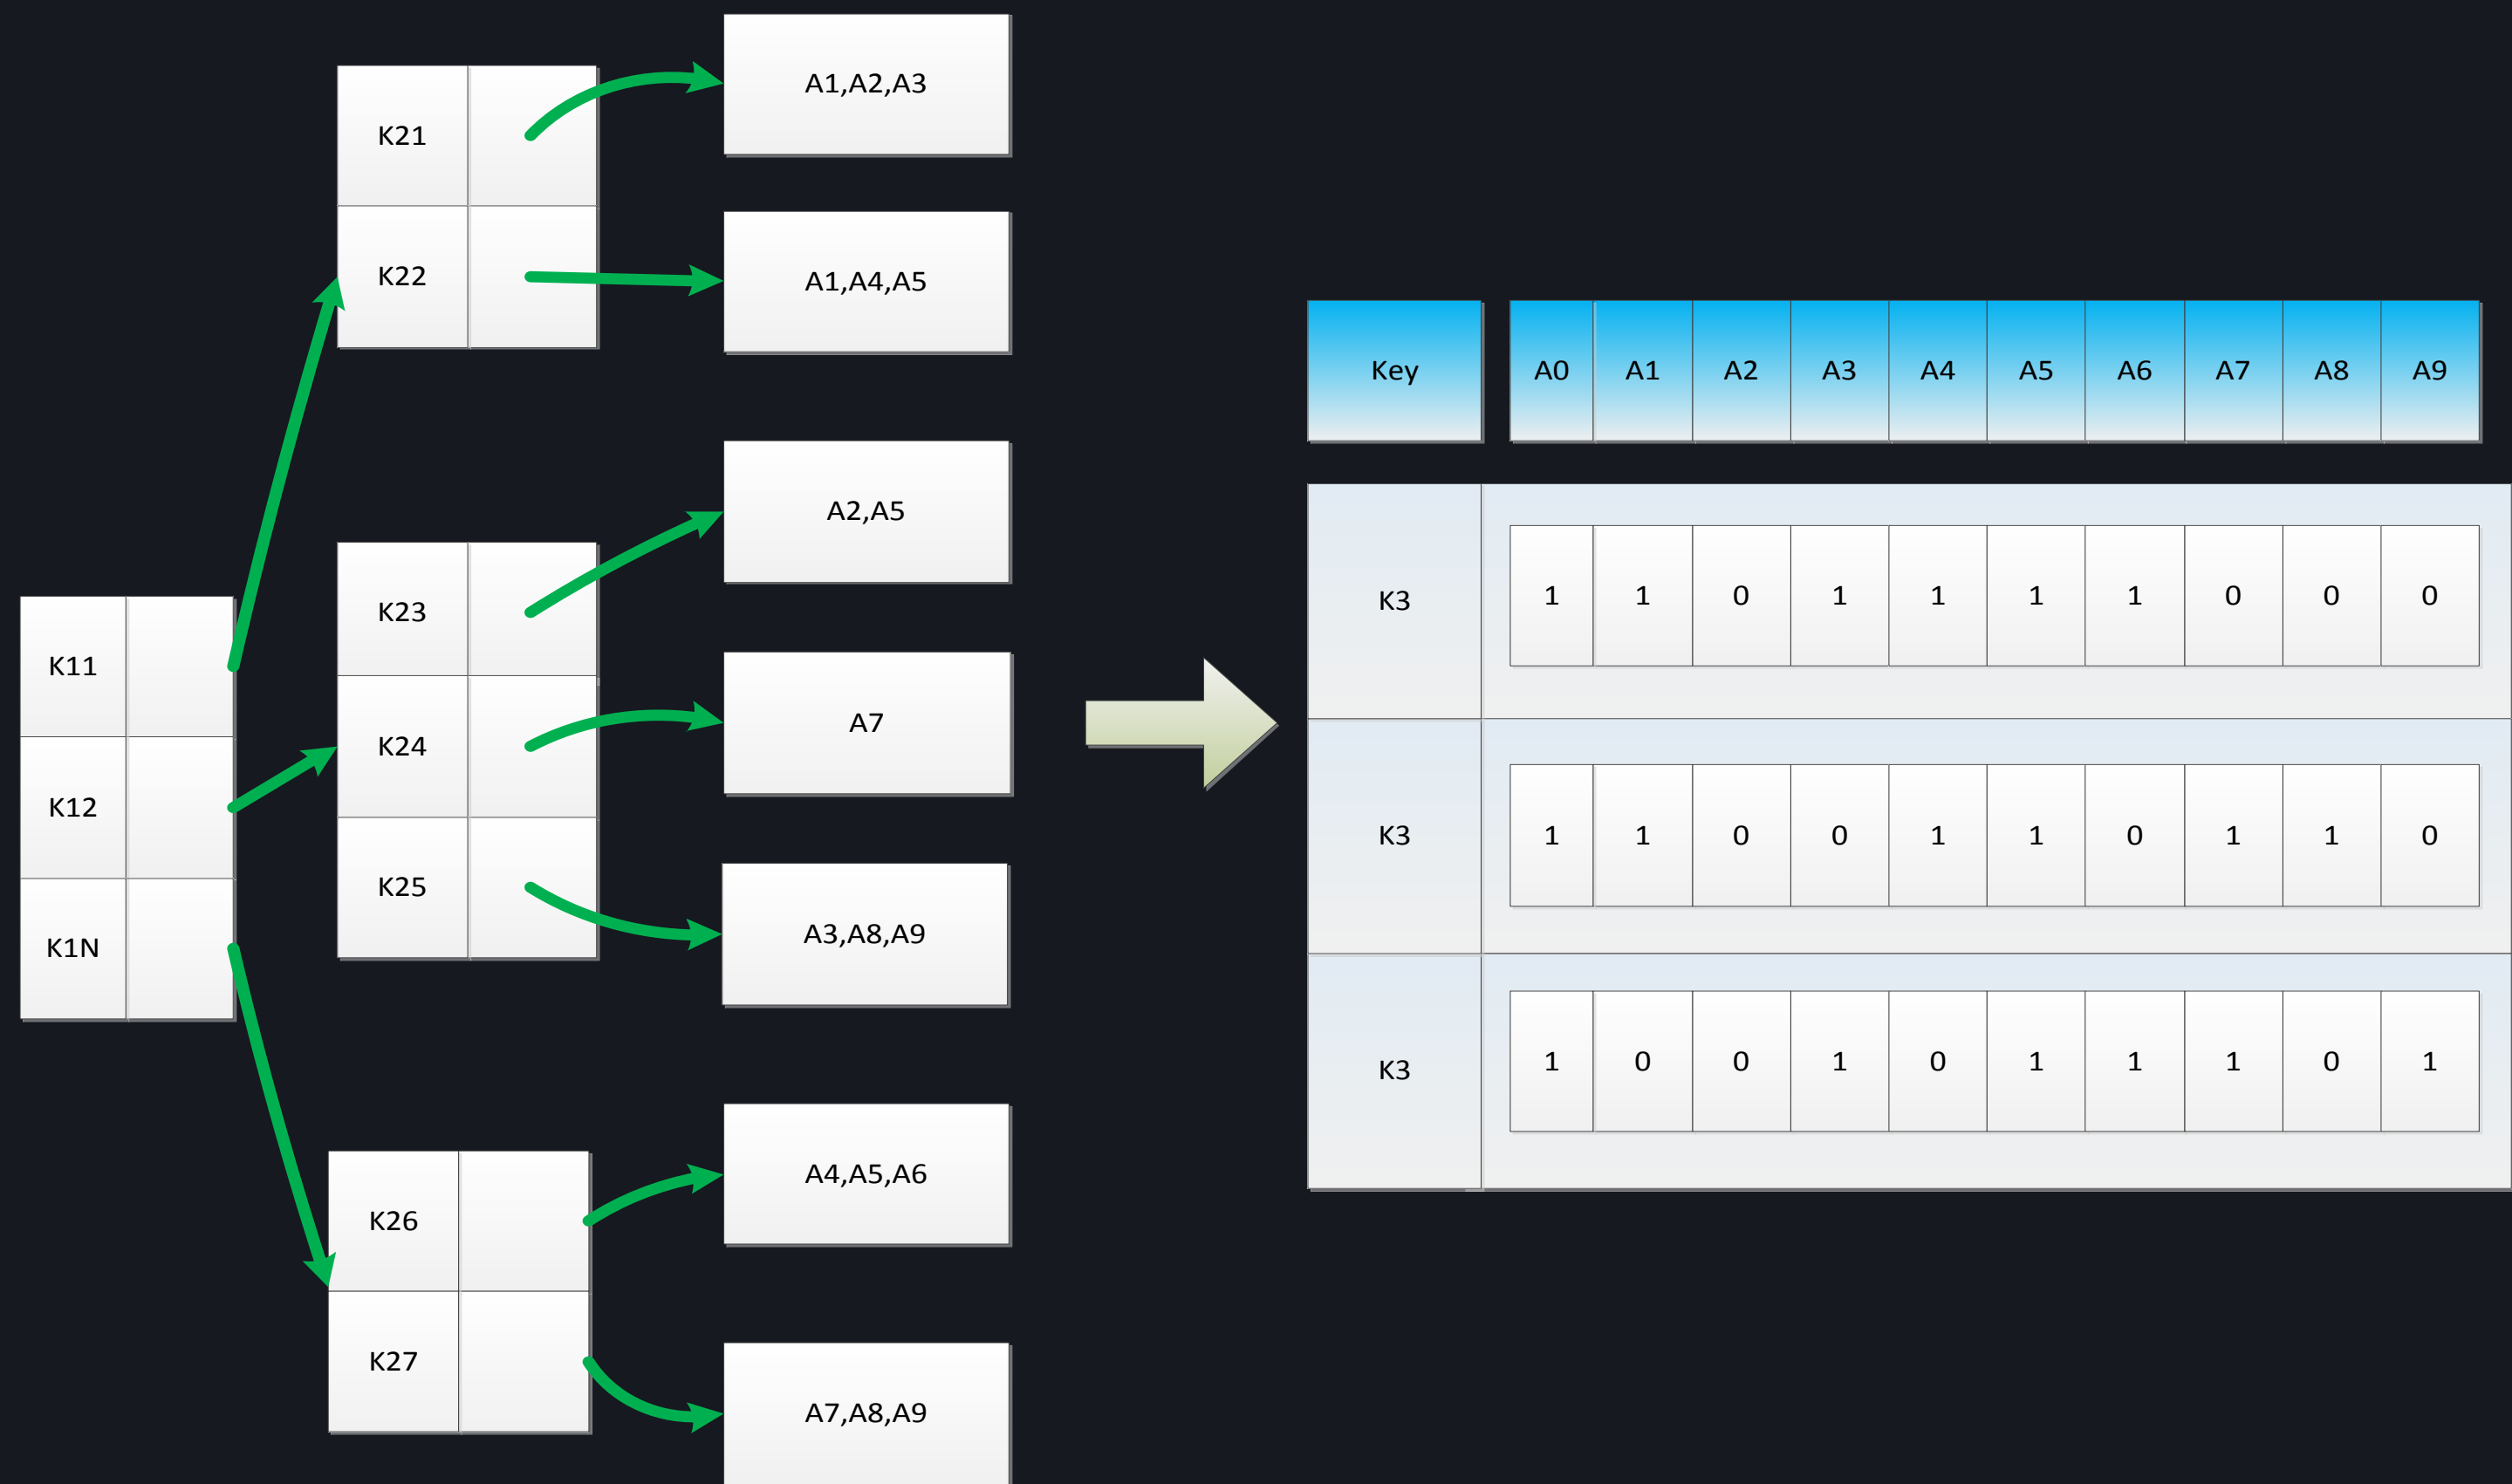 K11
K12
K1N
K21
K22
K23
K24
K25
K26
K27
A1,A2,A3
A1,A4,A5
A2,A5
A7
A3,A8,A9
A4,A5,A6
A7,A8,A9
Key A0 A1 A2 A3 A4 A5 A6 A7 A8 A9
K3 1 1 0 1 1 1 1 0 0 0
K3 1 1 0 0 1 1 0 1 1 0
K3 1 0 0 1 0 1 1 1 0 1